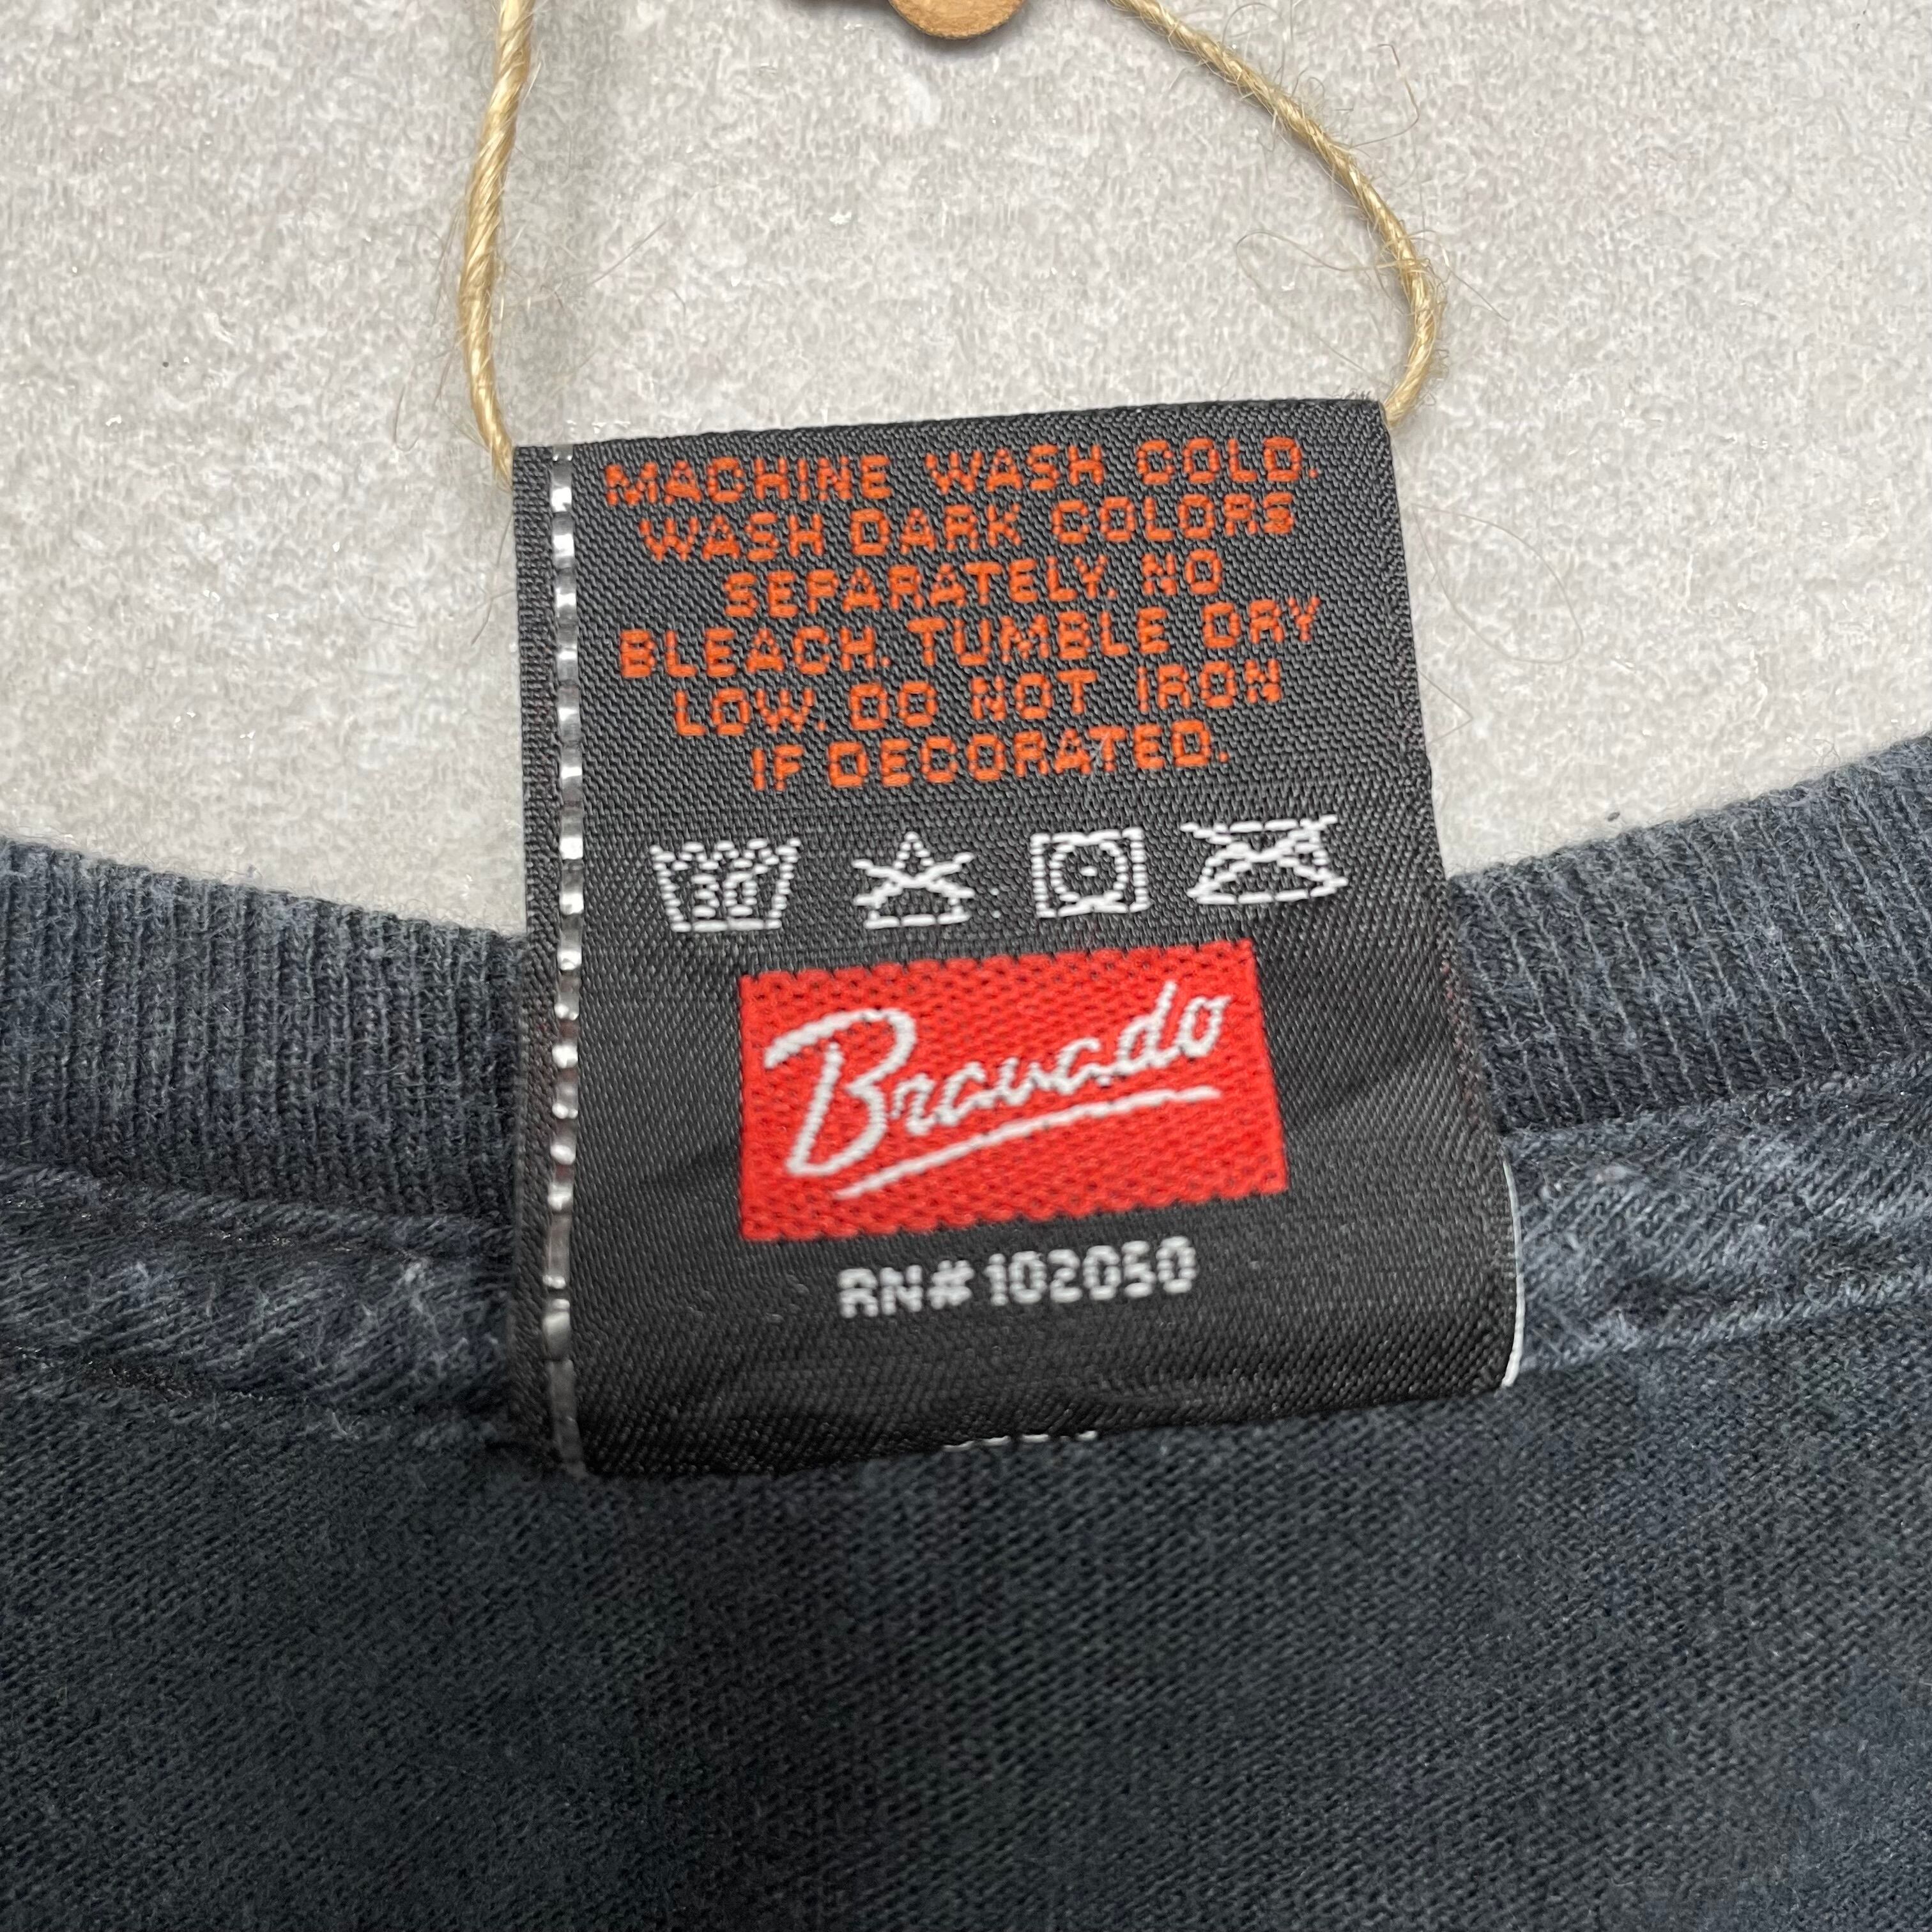 MACHINE WASH COLD.
WASH DARK COLORS
SEPARATELY. NO
BLEACH. TUMBLE DRY
LOW. DO NOT IRON
IF DECORATED.
30
Bravado
RN# 102050